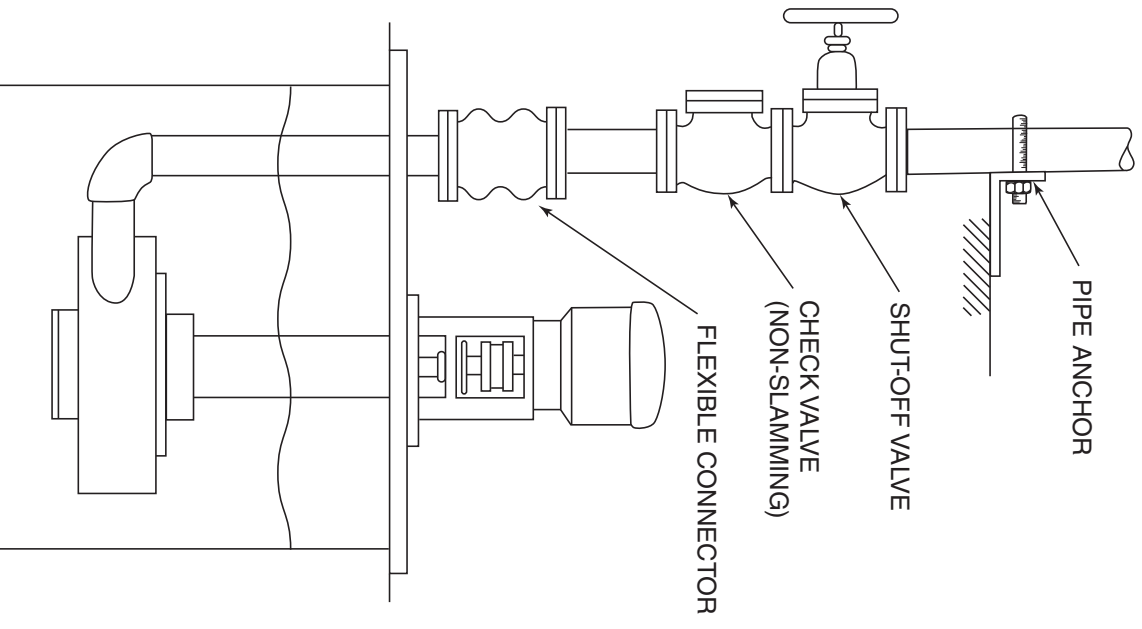 PIPE ANCHOR
SHUT-OFF VALVE
CHECK VALVE
(NON-SLAMMING)
FLEXIBLE CONNECTOR